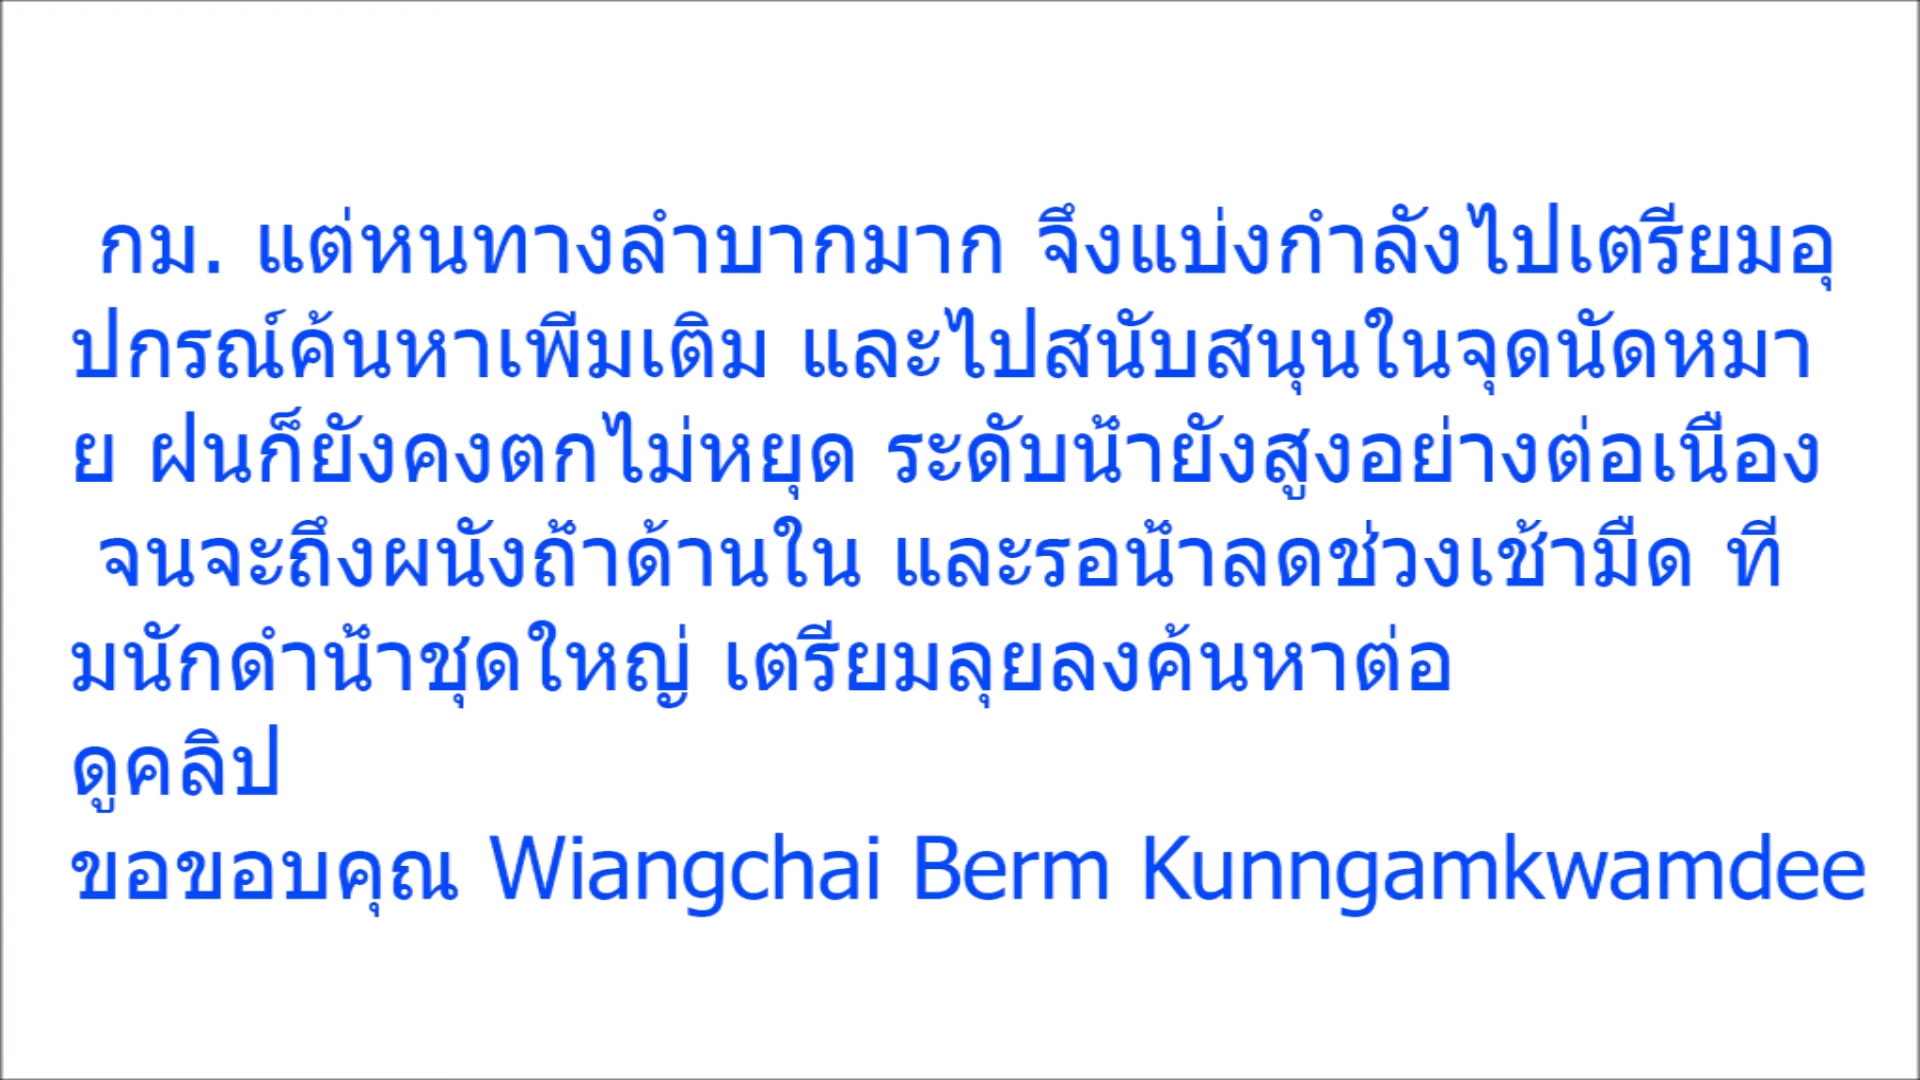 กม. แต่หนทางลำบากมาก จึงแบ่งกำลังไปเตรียมอุ
ปกรณ์ค้นหาเพิ่มเติม และไปสนับสนุนในจุดนัดหมา
ย ฝนก็ยังคงตกไม่หยุด ระดับน้ำยังสูงอย่างต่อเนื่อง
จนจะถึงผนังถ้ำด้านใน และรอน้ำลดช่วงเช้ามืด ที
มนักดำน้ำชุดใหญ่ เตรียมลุยลงค้นหาต่อ
ดูคลิป
ขอขอบคุณ Wiangchai Berm Kunngamkwamdee